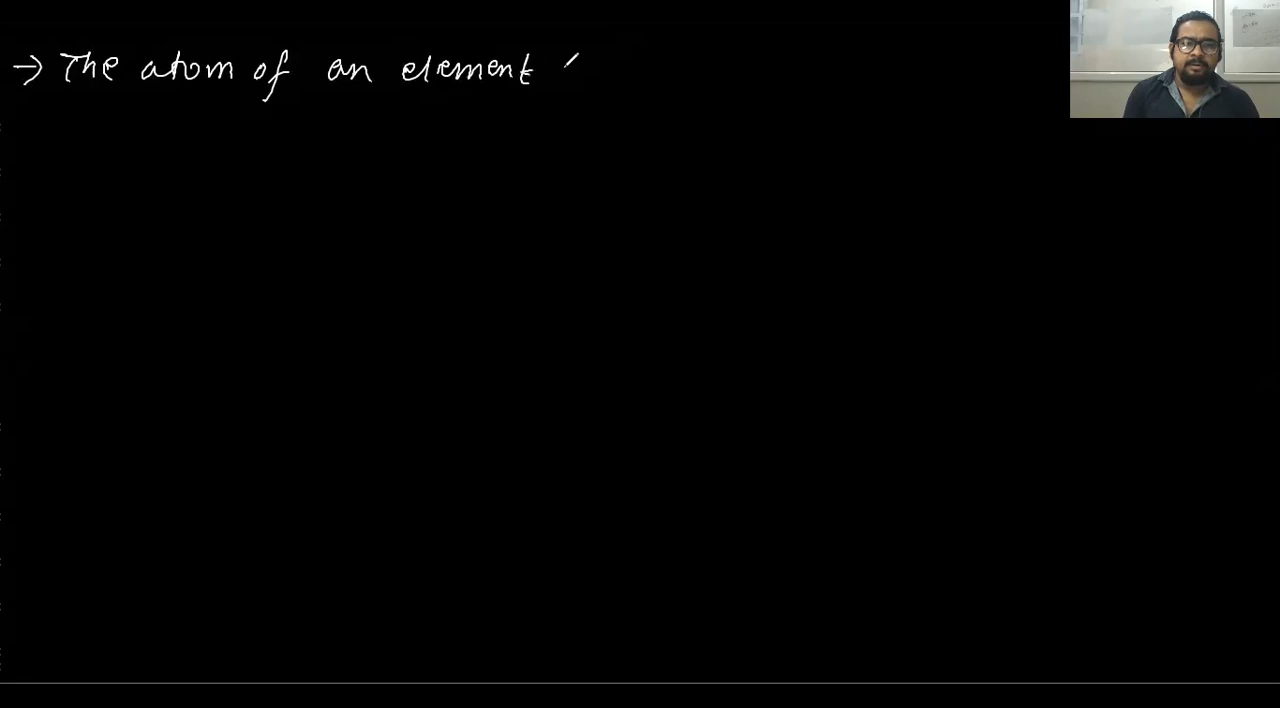 → The atom of an element '